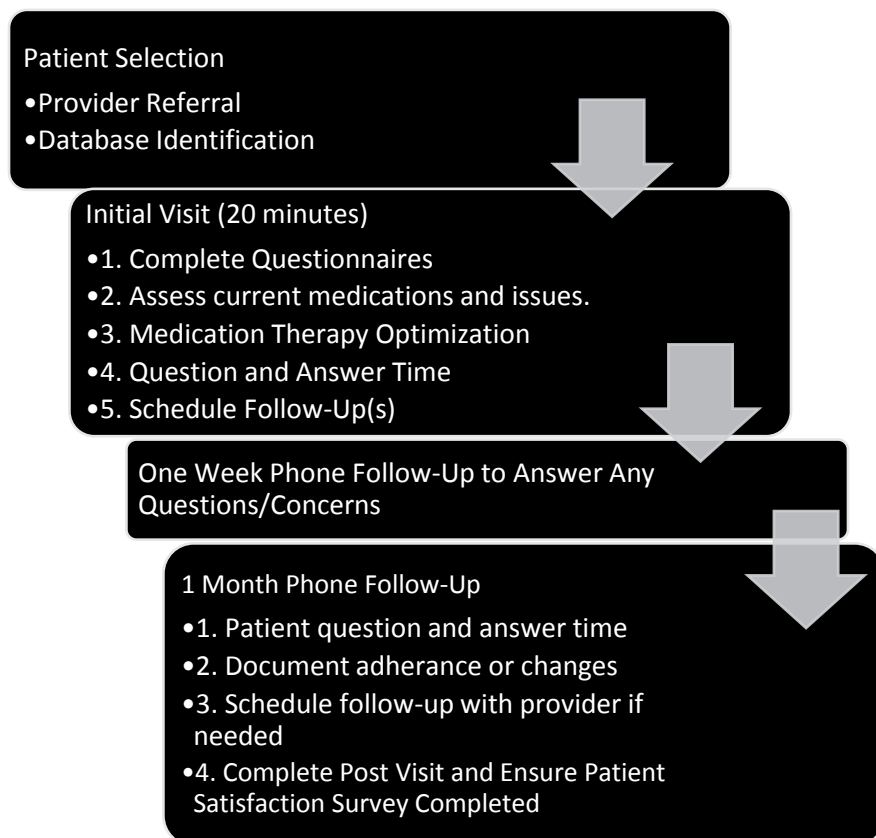 Patient Selection
•Provider Referral
•Database Identification
Initial Visit (20 minutes)
•1. Complete Questionnaires
•2. Assess current medications and issues.
•3. Medication Therapy Optimization
•4. Question and Answer Time
•5. Schedule Follow-Up(s)
One Week Phone Follow-Up to Answer Any
Questions/Concerns
1 Month Phone Follow-Up
•1. Patient question and answer time
•2. Document adherance or changes
•3. Schedule follow-up with provider if
needed
•4. Complete Post Visit and Ensure Patient
Satisfaction Survey Completed